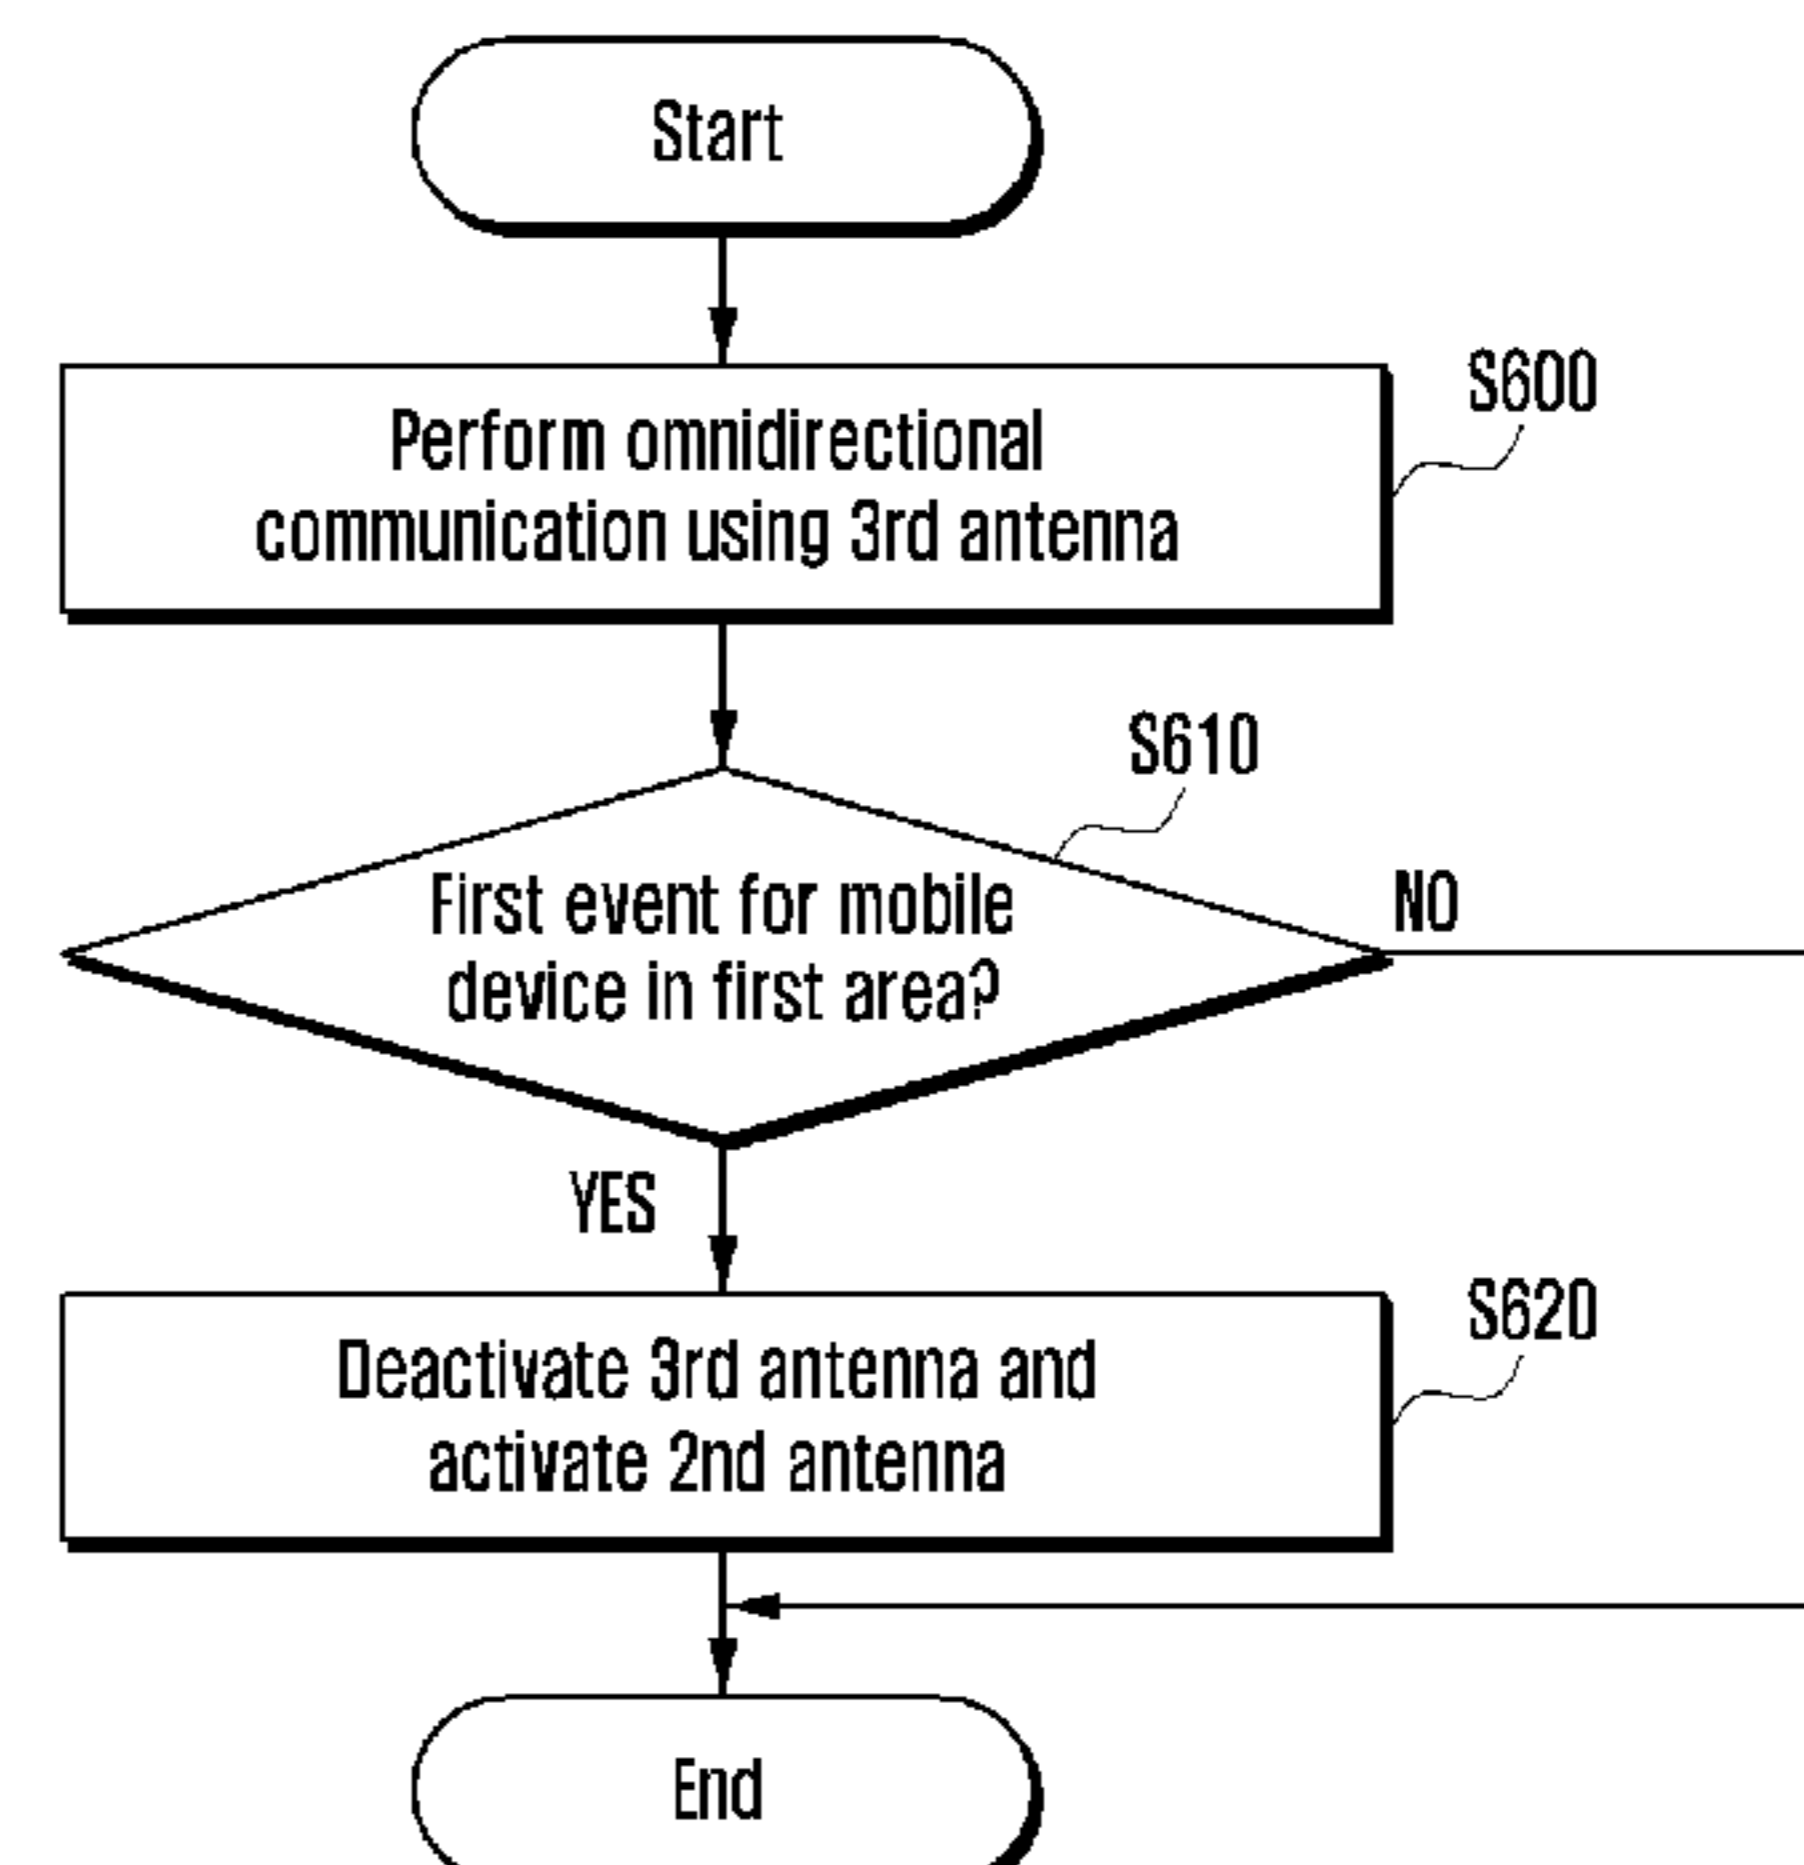 Start
S600
Perform omnidirectional
communication using 3rd antenna
S610
First event for mobile
device in first area?
NO
YES
S620
Deactivate 3rd antenna and
activate 2nd antenna
End